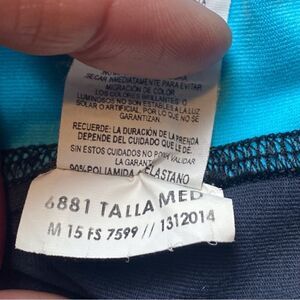 SECAR INMEDIATAMENTE PARA EVITAR
MIGRACIÓN DE COLOR
LOS COLORES BRILLANTES O
LUMINOSOS NO SON ESTABLES A LA LUZ
SOLAR O ARTIFICIAL, POR LO QUE NO SE
GARANTIZAN.
RECUERDE: LA DURACIÓN DE LA PRENDA
DEPENDE DEL CUIDADO QUE LE DE.
SIN ESTOS CUIDADOS NO PODRÁ VALIDAR
LA GARANTÍA
90% POLIAMIDA ELASTANO
6881 TALLA MED
M 15 FS 7599 // 1312014